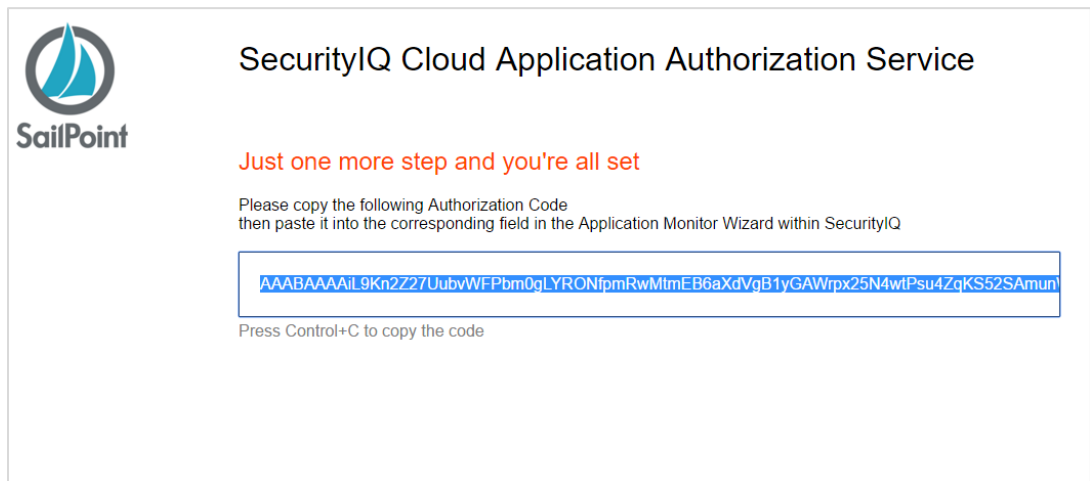 SailPoint
SecurityIQ Cloud Application Authorization Service
Just one more step and you're all set
Please copy the following Authorization Code
then paste it into the corresponding field in the Application Monitor Wizard within SecurityIQ
AAABAAAAiL9Kn2Z27UubvWFPbm0gLYRONfpmRwMtmEB6aXdVgB1yGAWrpx25N4wtPsu4ZqKS52SAmun
Press Control+C to copy the code